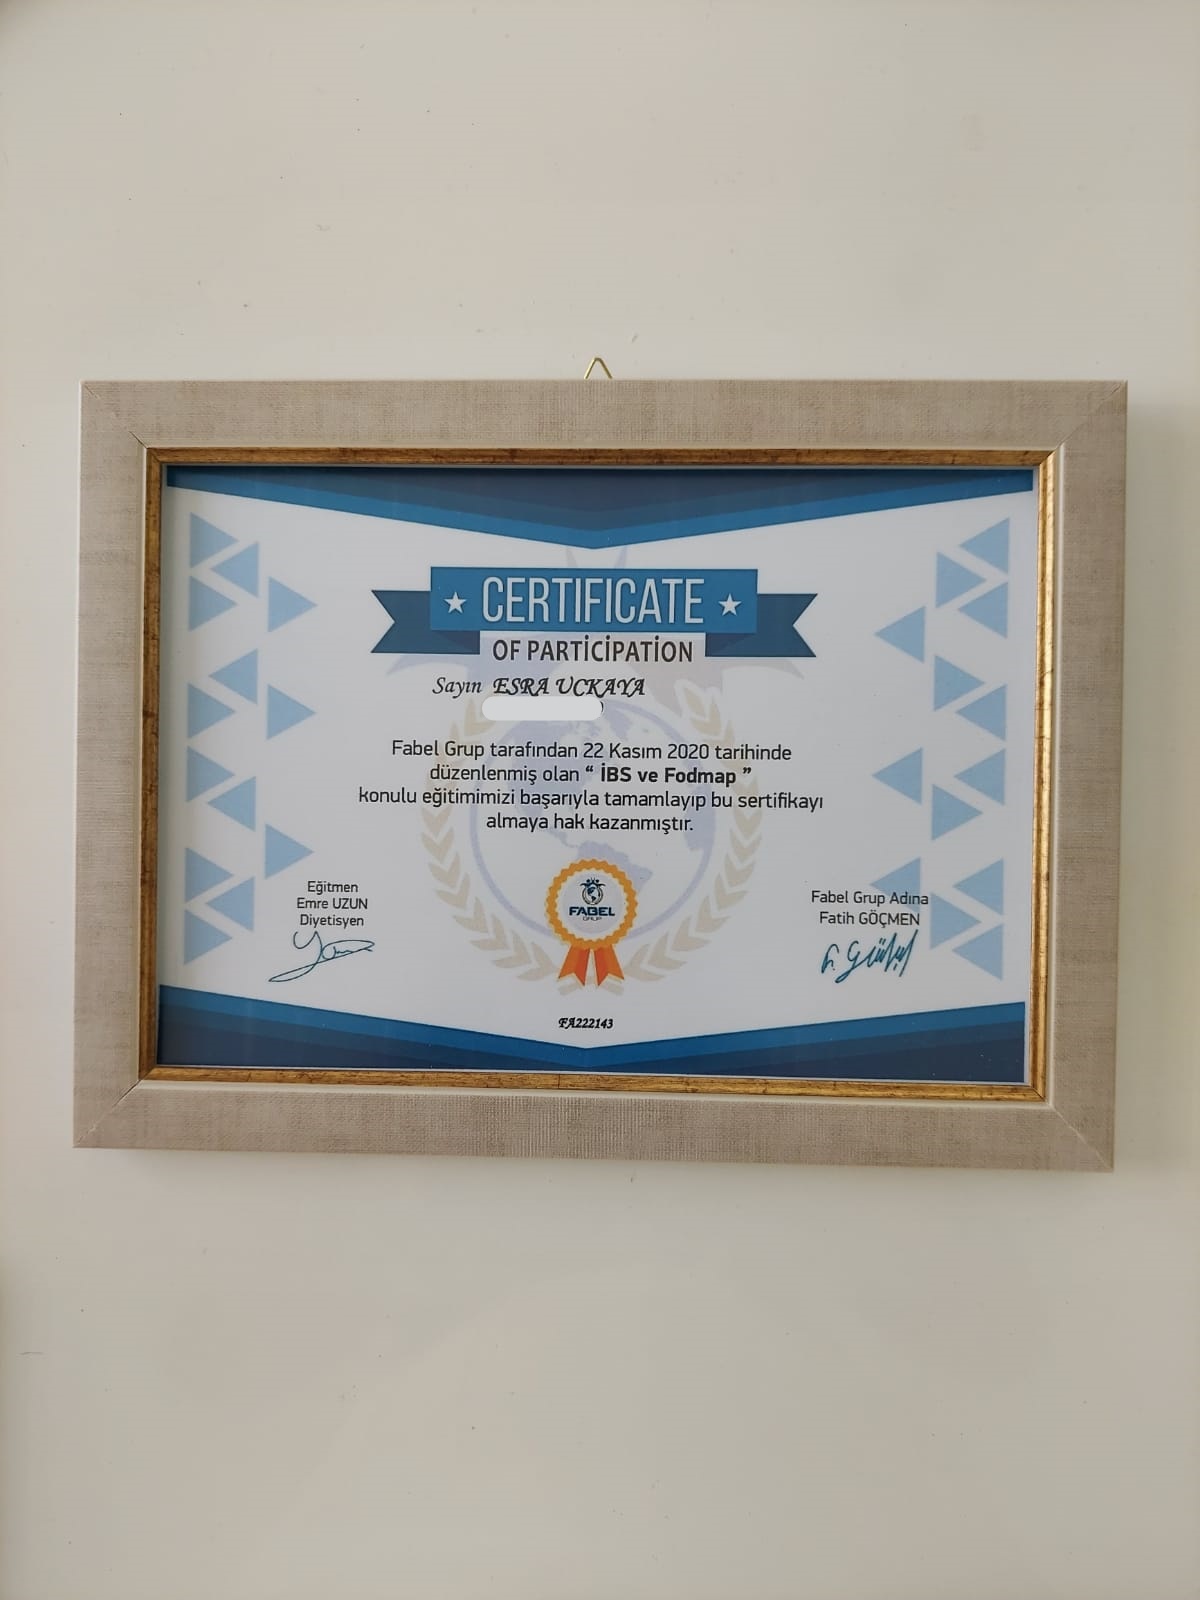 CERTIFICATE
OF PARTİCİPATİON
Sayın ESRA UCKAYA
Fabel Grup tarafından 22 Kasım 2020 tarihinde
düzenlenmiş olan “ İBS ve Fodmap ”
konulu eğitimimizi başarıyla tamamlayıp bu sertifikayı
almaya hak kazanmıştır.
Eğitmen
Emre UZUN
Diyetisyen
FABEL
GRUP
Fabel Grup Adına
Fatih GÖÇMEN
FA222143